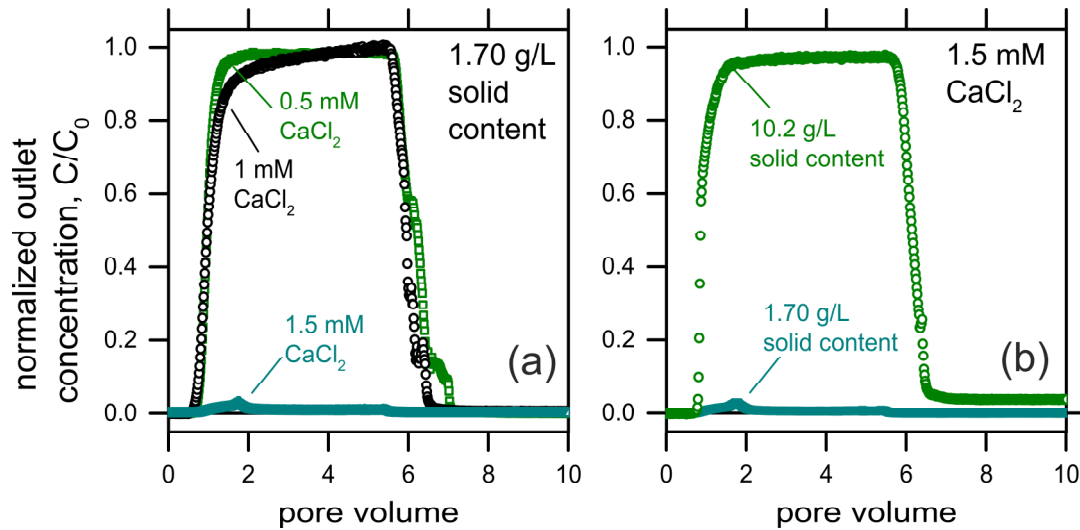 normalized outlet
concentration, C/C₀
1.0
0.8
0.6
0.4
0.2
0.0
0.5 mM
CaCl₂
1 mM
CaCl₂
1.5 mM
CaCl₂
1.70 g/L
solid
content
(a)
0 2 4 6 8 10
pore volume
1.0
0.8
0.6
0.4
0.2
0.0
10.2 g/L
solid content
1.70 g/L
solid content
1.5 mM
CaCl₂
(b)
0 2 4 6 8 10
pore volume